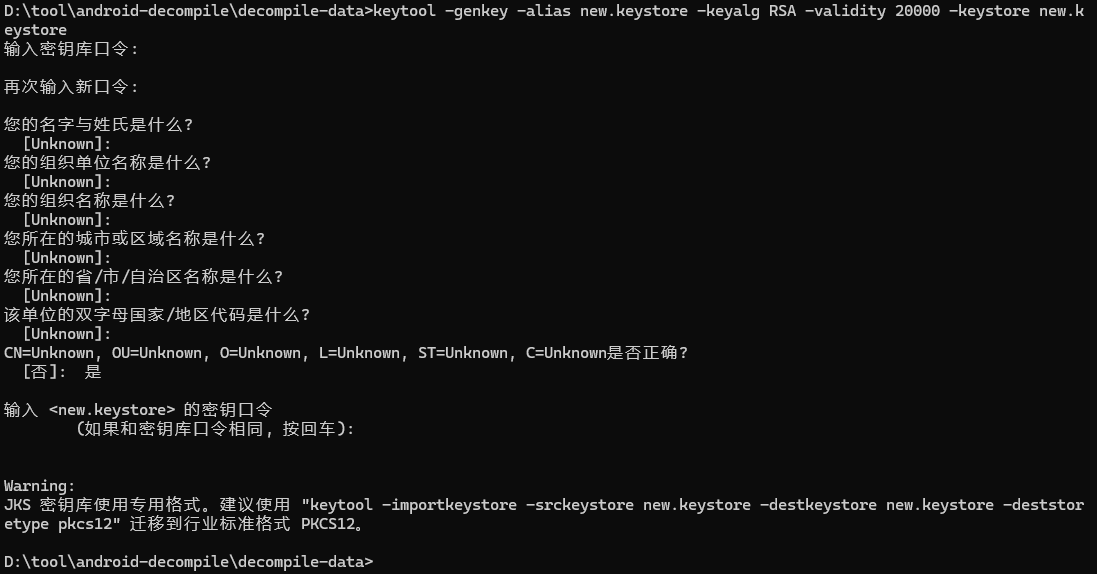 D:\tool\android-decompile\decompile-data>keytool -genkey -alias new.keystore -keyalg RSA -validity 20000 -keystore new.k
eystore
输入密钥库口令:
再次输入新口令:
您的名字与姓氏是什么?
  [Unknown]:
您的组织单位名称是什么?
  [Unknown]:
您的组织名称是什么?
  [Unknown]:
您所在的城市或区域名称是什么?
  [Unknown]:
您所在的省/市/自治区名称是什么?
  [Unknown]:
该单位的双字母国家/地区代码是什么?
  [Unknown]:
CN=Unknown, OU=Unknown, O=Unknown, L=Unknown, ST=Unknown, C=Unknown是否正确?
  [否]:  是
输入 <new.keystore> 的密钥口令
        (如果和密钥库口令相同, 按回车):
Warning:
JKS 密钥库使用专用格式。建议使用 "keytool -importkeystore -srckeystore new.keystore -destkeystore new.keystore -deststor
etype pkcs12" 迁移到行业标准格式 PKCS12。
D:\tool\android-decompile\decompile-data>